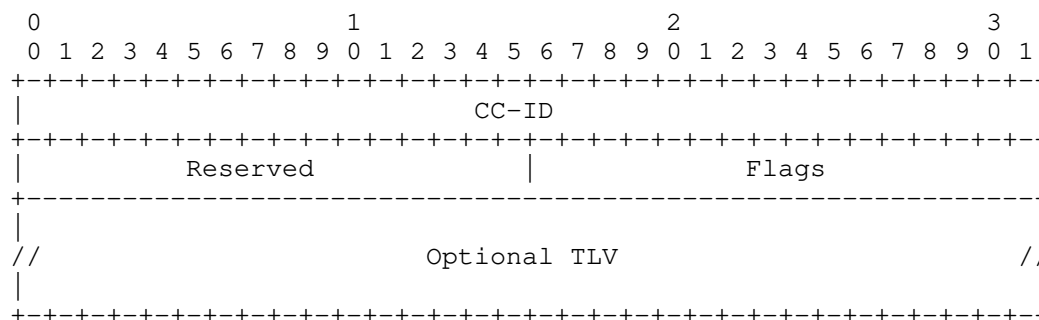 0                   1                   2                   3
 0 1 2 3 4 5 6 7 8 9 0 1 2 3 4 5 6 7 8 9 0 1 2 3 4 5 6 7 8 9 0 1
+-+-+-+-+-+-+-+-+-+-+-+-+-+-+-+-+-+-+-+-+-+-+-+-+-+-+-+-+-+-+-+-
|                            CC-ID
+-+-+-+-+-+-+-+-+-+-+-+-+-+-+-+-+-+-+-+-+-+-+-+-+-+-+-+-+-+-+-+-
|          Reserved             |             Flags
+----------------------------------------------------------------
|
//                        Optional TLV                         //
|
+-+-+-+-+-+-+-+-+-+-+-+-+-+-+-+-+-+-+-+-+-+-+-+-+-+-+-+-+-+-+-+-